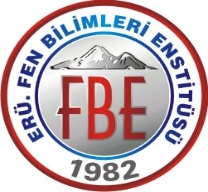 ERÜ. FEN BİLİMLERİ ENSTİTÜSÜ
FBE
1982